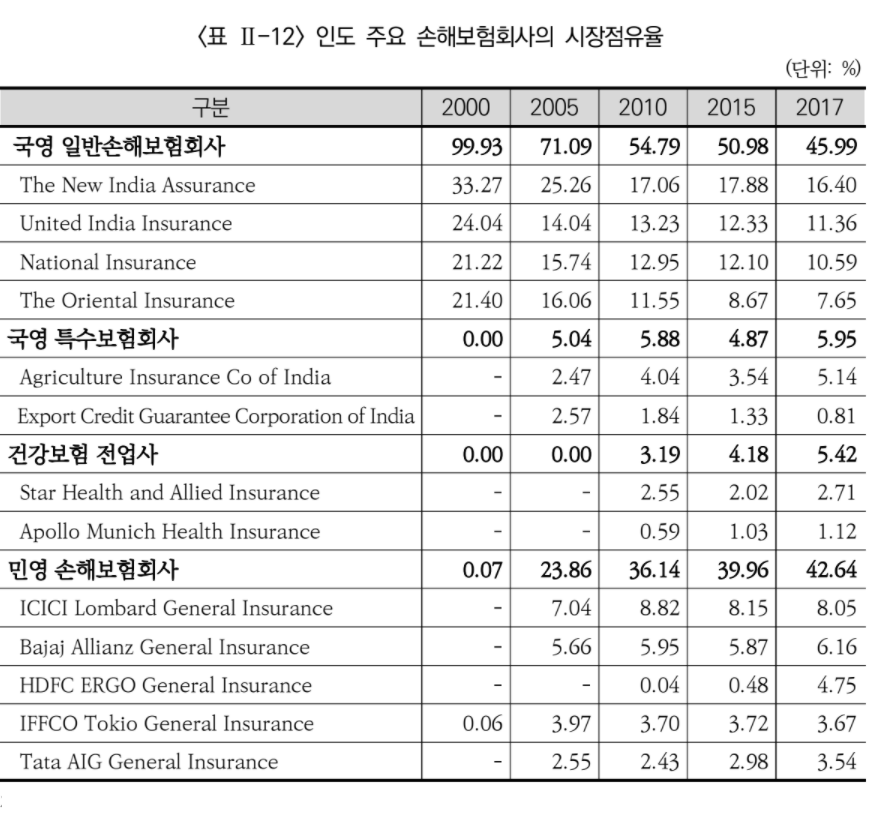 〈표 Ⅱ-12〉 인도 주요 손해보험회사의 시장점유율
(단위: %)
구분 2000 2005 2010 2015 2017
국영 일반손해보험회사 99.93 71.09 54.79 50.98 45.99
The New India Assurance 33.27 25.26 17.06 17.88 16.40
United India Insurance 24.04 14.04 13.23 12.33 11.36
National Insurance 21.22 15.74 12.95 12.10 10.59
The Oriental Insurance 21.40 16.06 11.55 8.67 7.65
국영 특수보험회사 0.00 5.04 5.88 4.87 5.95
Agriculture Insurance Co of India - 2.47 4.04 3.54 5.14
Export Credit Guarantee Corporation of India - 2.57 1.84 1.33 0.81
건강보험 전업사 0.00 0.00 3.19 4.18 5.42
Star Health and Allied Insurance - - 2.55 2.02 2.71
Apollo Munich Health Insurance - - 0.59 1.03 1.12
민영 손해보험회사 0.07 23.86 36.14 39.96 42.64
ICICI Lombard General Insurance - 7.04 8.82 8.15 8.05
Bajaj Allianz General Insurance - 5.66 5.95 5.87 6.16
HDFC ERGO General Insurance - - 0.04 0.48 4.75
IFFCO Tokio General Insurance 0.06 3.97 3.70 3.72 3.67
Tata AIG General Insurance - 2.55 2.43 2.98 3.54